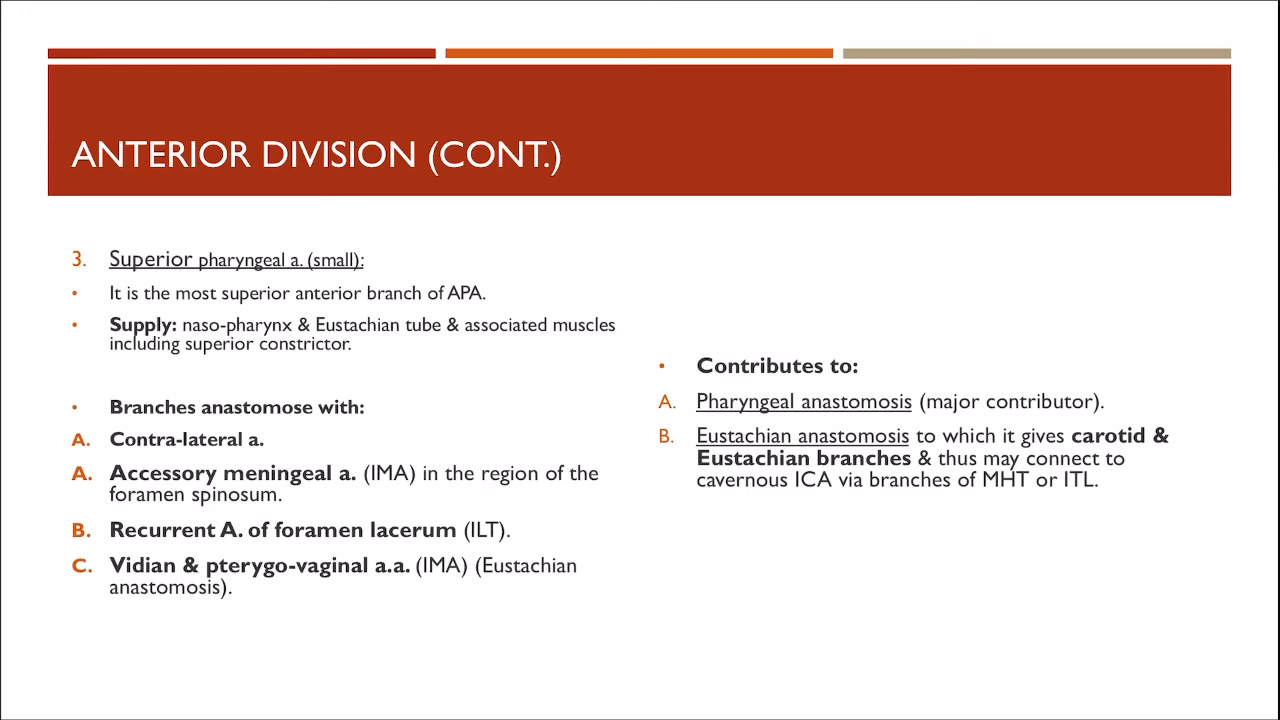 ANTERIOR DIVISION (CONT.)
3. Superior pharyngeal a. (small):
• It is the most superior anterior branch of APA.
• Supply: naso-pharynx & Eustachian tube & associated muscles
including superior constrictor.
• Branches anastomose with:
A. Contra-lateral a.
A. Accessory meningeal a. (IMA) in the region of the
foramen spinosum.
B. Recurrent A. of foramen lacerum (ILT).
C. Vidian & pterygo-vaginal a.a. (IMA) (Eustachian
anastomosis).
• Contributes to:
A. Pharyngeal anastomosis (major contributor).
B. Eustachian anastomosis to which it gives carotid &
Eustachian branches & thus may connect to
cavernous ICA via branches of MHT or ITL.